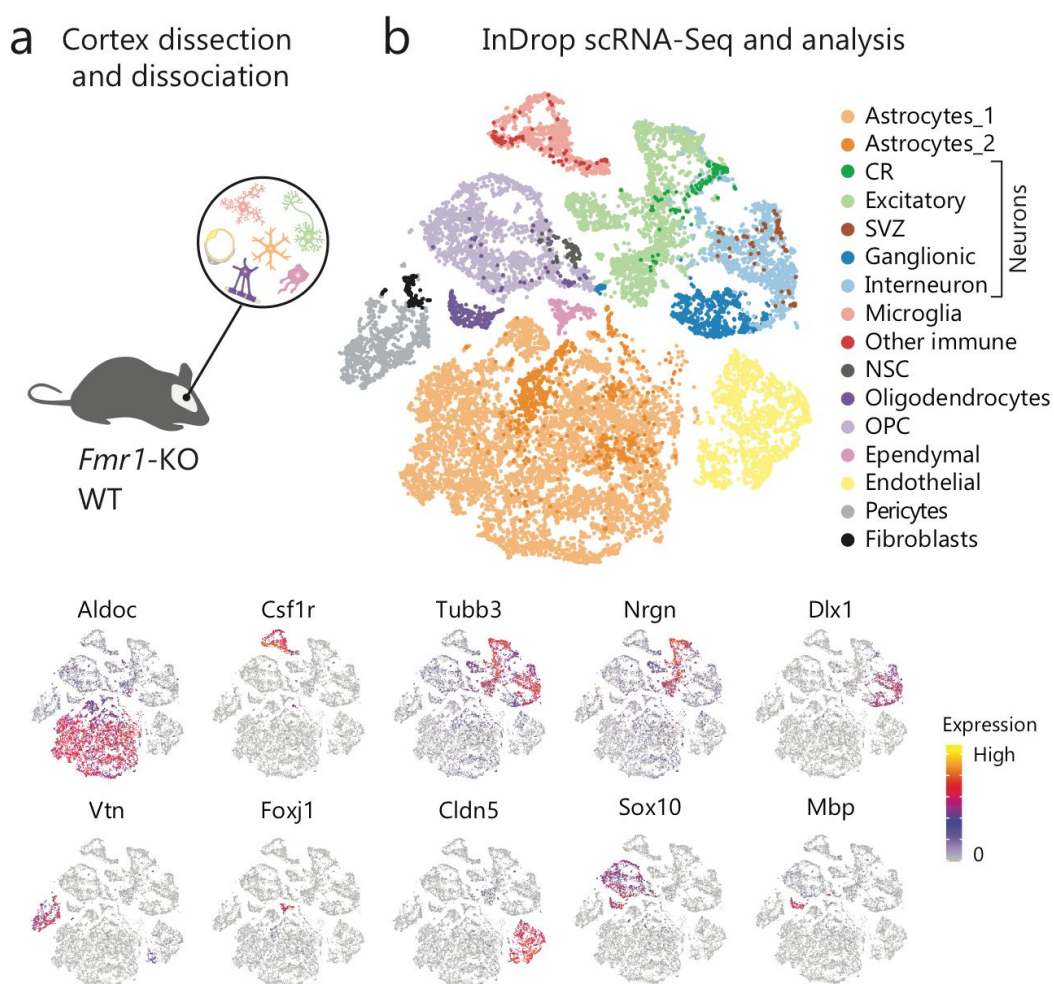 a
Cortex dissection
and dissociation
Fmr1-KO
WT
b
InDrop scRNA-Seq and analysis
Astrocytes_1
Astrocytes_2
CR
Excitatory
SVZ
Ganglionic
Interneuron
Neurons
Microglia
Other immune
NSC
Oligodendrocytes
OPC
Ependymal
Endothelial
Pericytes
Fibroblasts
Aldoc
Csf1r
Tubb3
Nrgn
Dlx1
Vtn
Foxj1
Cldn5
Sox10
Mbp
Expression
High
0